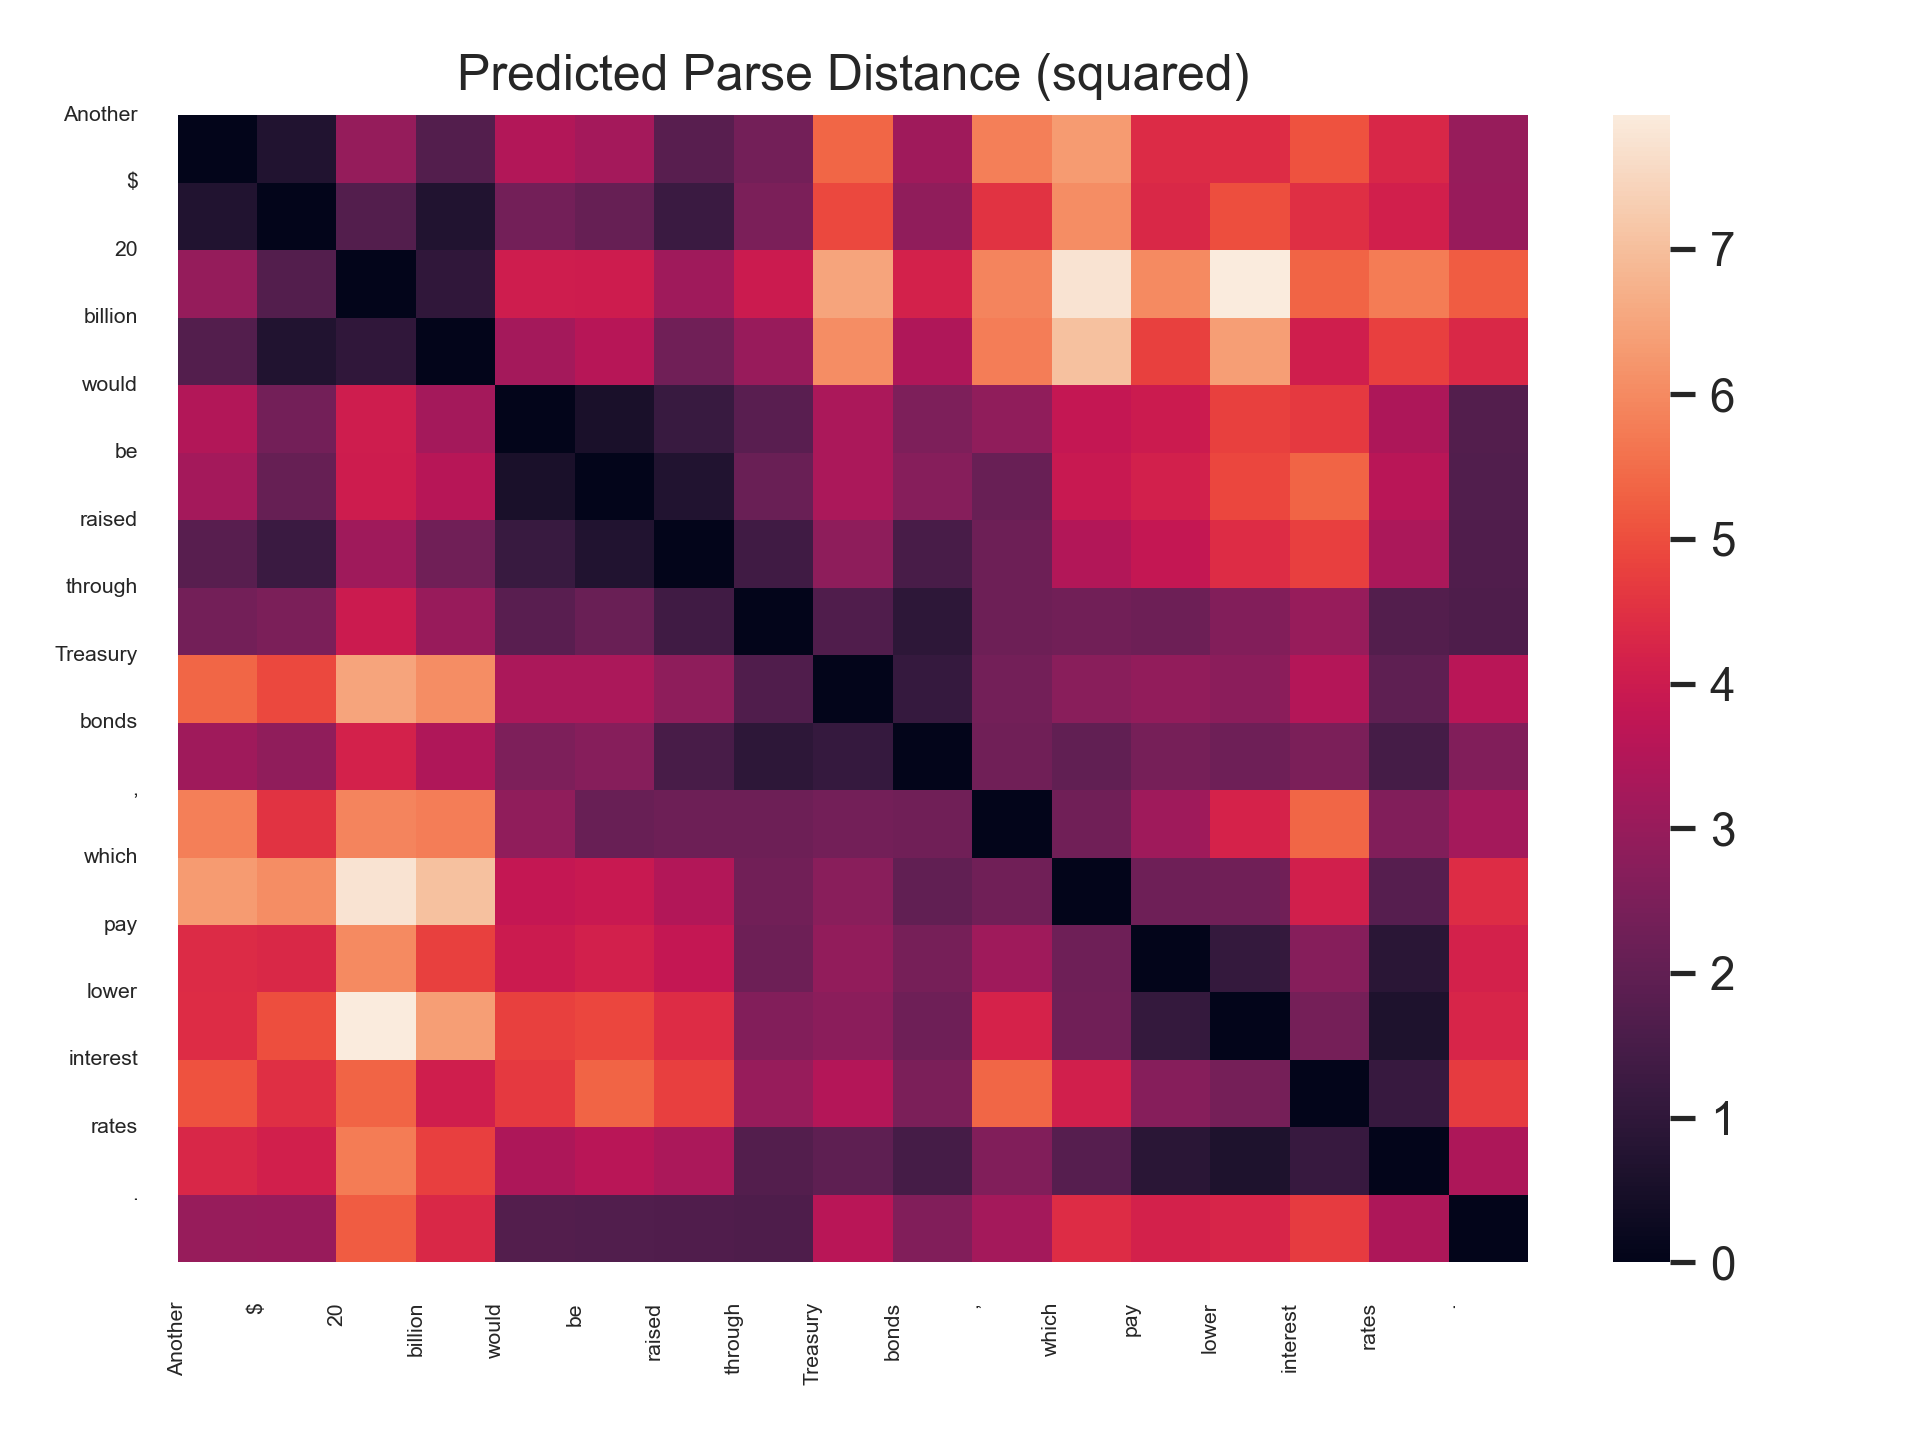 Predicted Parse Distance (squared)
Another
$
20
billion
would
be
raised
through
Treasury
bonds
,
which
pay
lower
interest
rates
.
Another
$
20
billion
would
be
raised
through
Treasury
bonds
,
which
pay
lower
interest
rates
.
7
6
5
4
3
2
1
0